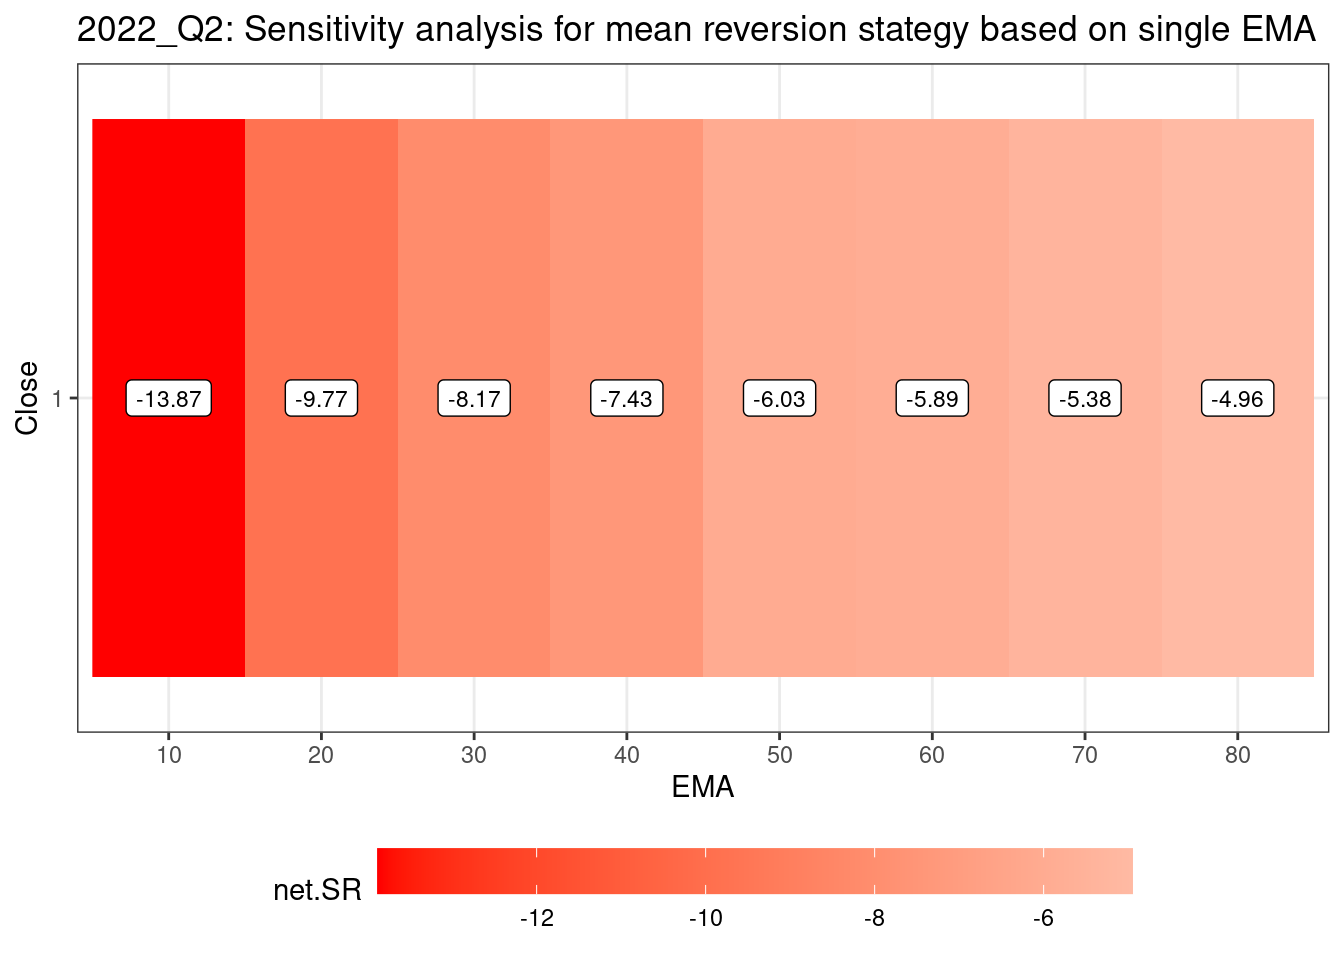 2022_Q2: Sensitivity analysis for mean reversion stategy based on single EMA
Close
1
-13.87 -9.77 -8.17 -7.43 -6.03 -5.89 -5.38 -4.96
10 20 30 40 50 60 70 80
EMA
net.SR
-12 -10 -8 -6